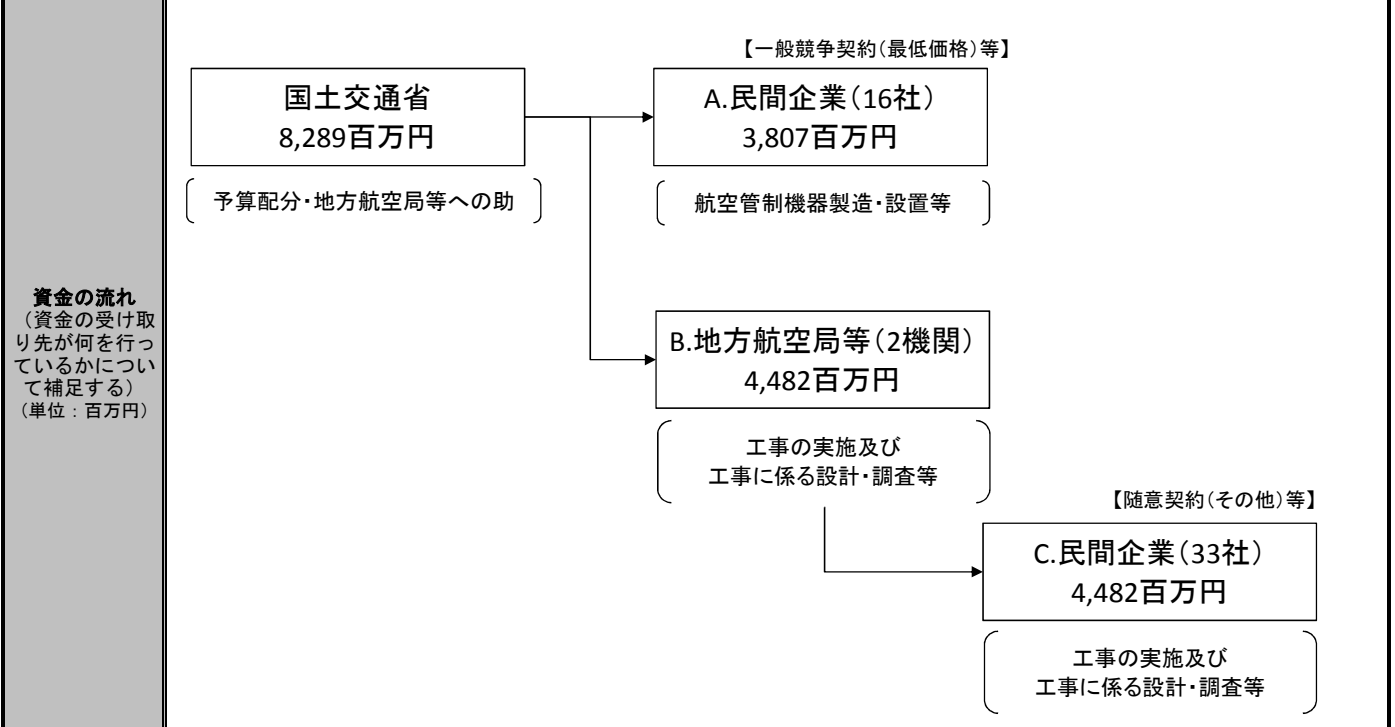 資金の流れ
（資金の受け取
り先が何を行っ
ているかについ
て補足する）
（単位：百万円）
国土交通省
8,289百万円
予算配分・地方航空局等への助
【一般競争契約（最低価格）等】
A.民間企業（16社）
3,807百万円
航空管制機器製造・設置等
B.地方航空局等（2機関）
4,482百万円
工事の実施及び
工事に係る設計・調査等
【随意契約（その他）等】
C.民間企業（33社）
4,482百万円
工事の実施及び
工事に係る設計・調査等